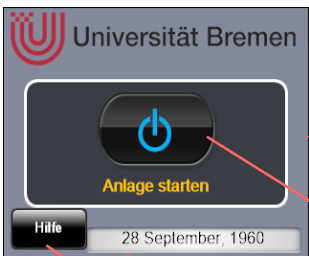 Universität Bremen
Anlage starten
Hilfe
28 September, 1960